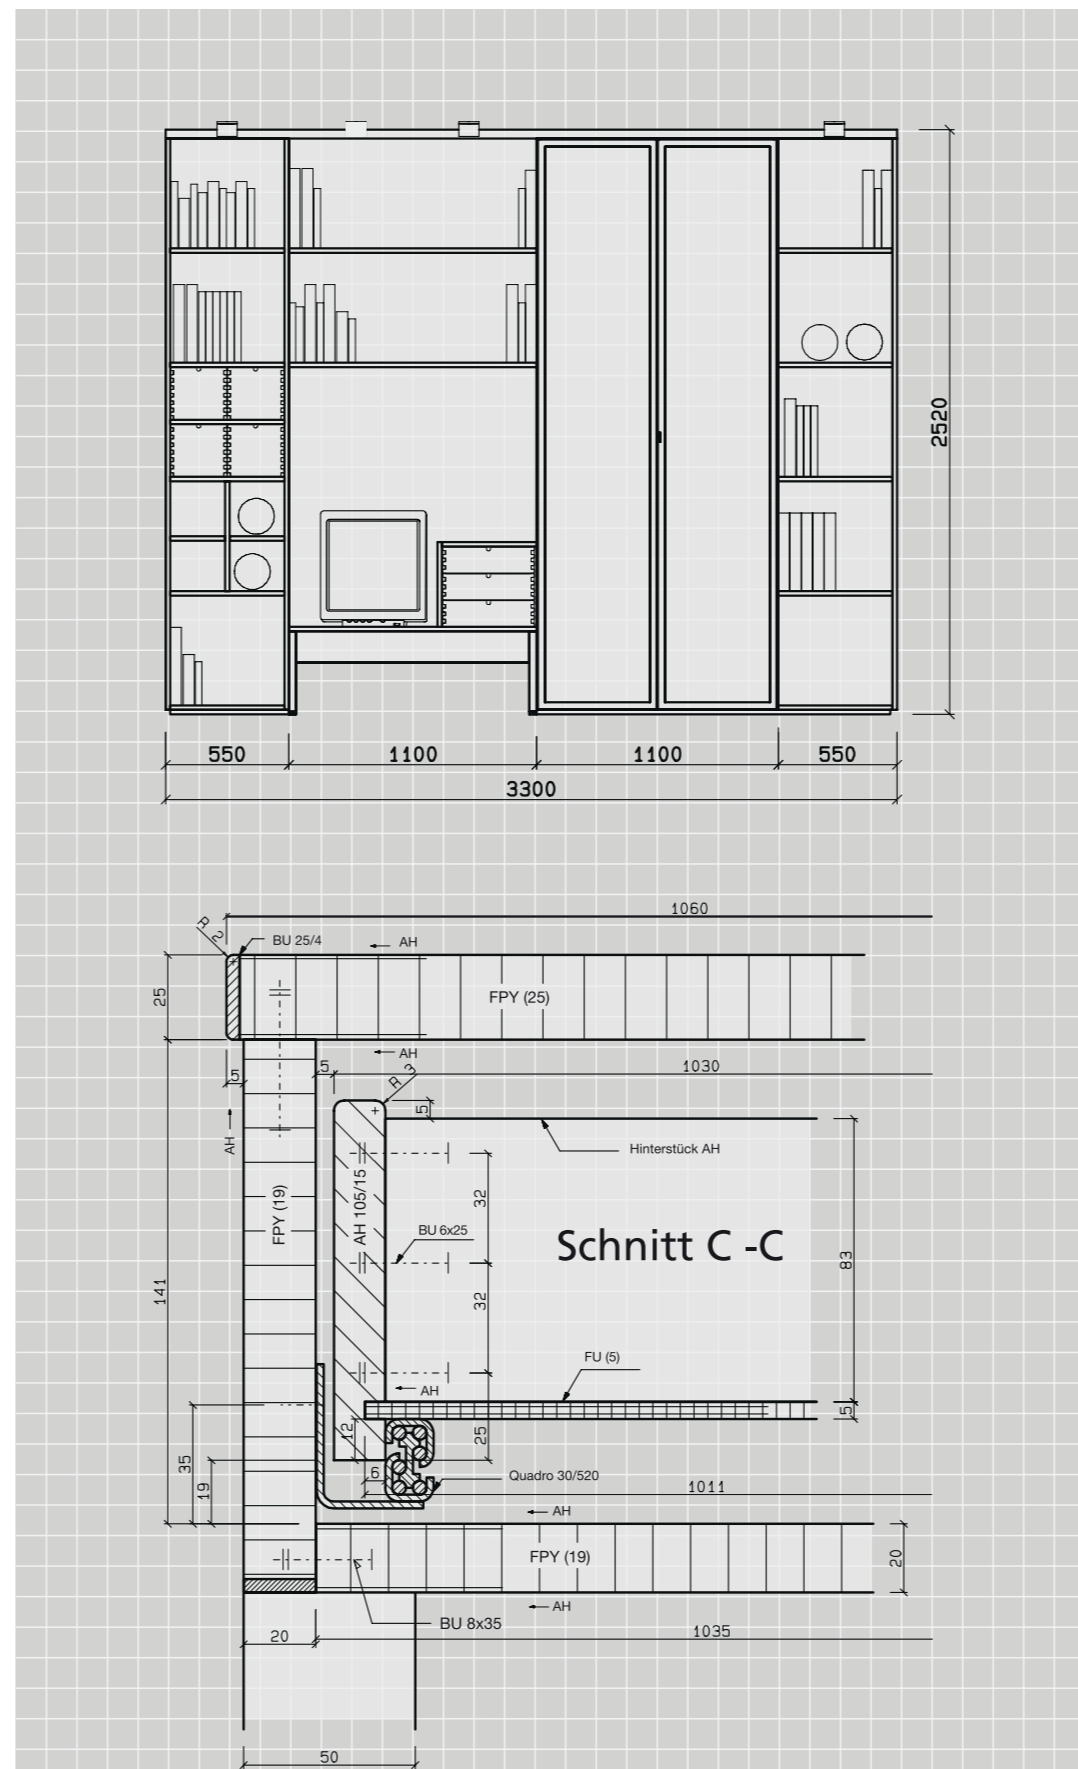 2520
550 1100 1100 550
3300
1060
R 2
BU 25/4
AH
25
FPY (25)
AH
5
5
1030
R 3
5
AH
Hinterstück AH
FPY (19)
AH 105/15
32
BU 6x25
Schnitt C -C
83
141
32
FU (5)
AH
5
12
25
35
19
6
Quadro 30/520
1011
AH
FPY (19)
20
AH
BU 8x35
20
1035
50